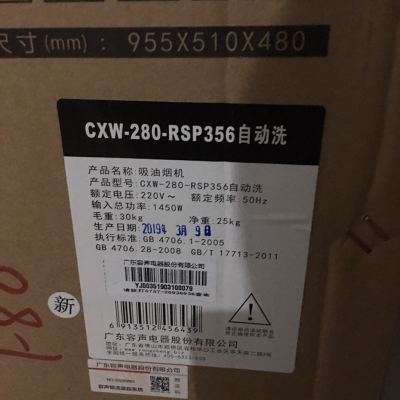 尺寸(mm): 955X510X480
CXW-280-RSP356自动洗
产品名称:吸油烟机
产品型号:CXW-280-RSP356自动洗
额定电压:220V~ 额定频率:50Hz
输入总功率:1450W
毛重:30kg 净重:25kg
生产日期:2019年 3月 9日
执行标准:GB 4706.1-2005
GB 4706.28-2008 GB/T 17713-2011
广东容声电器股份有限公司
YJ00351903100079
6913512456439
广东容声电器股份有限公司
新
081